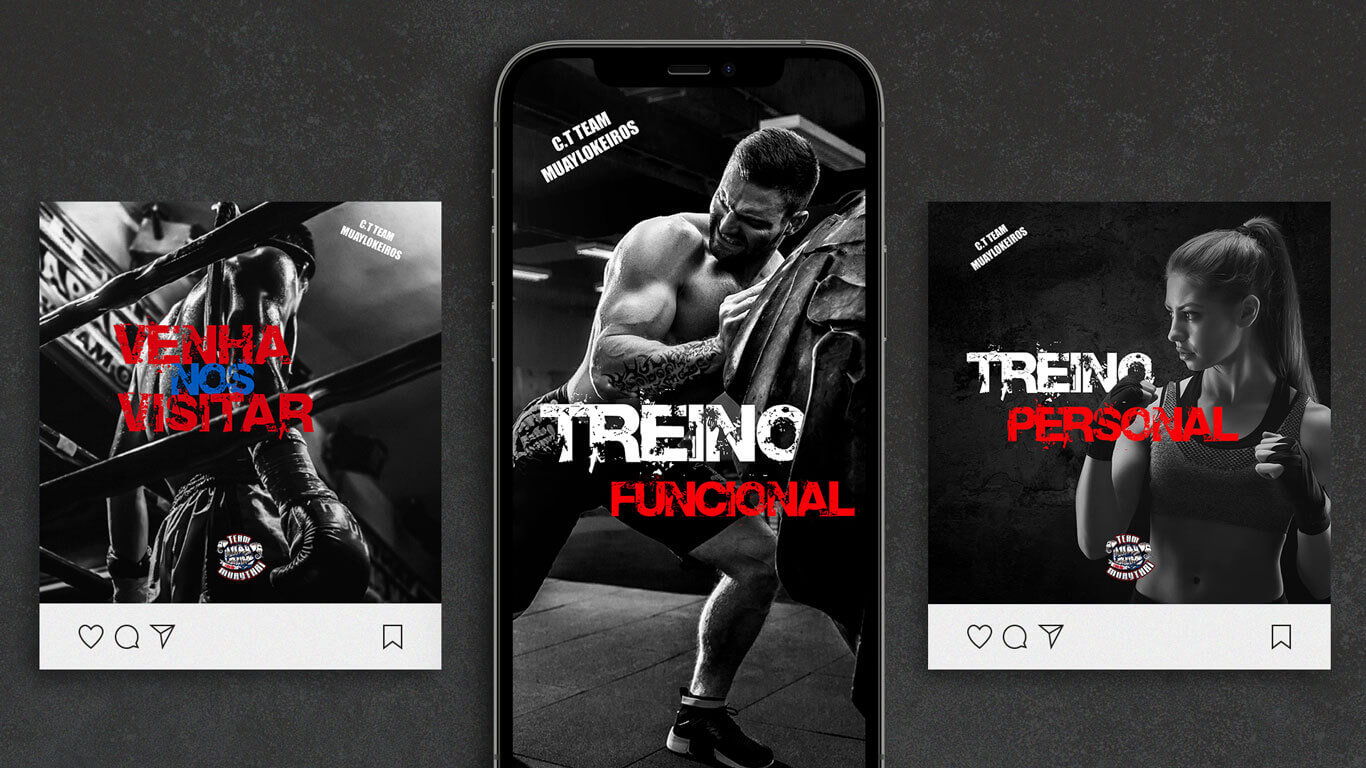 C.T TEAM
MUAYLOKEIROS
VENHA
NOS
VISITAR
TEAM
MUAYTHAI
C.T TEAM
MUAYLOKEIROS
TREINO
FUNCIONAL
C.T TEAM
MUAYLOKEIROS
TREINO
PERSONAL
TEAM
MUAYTHAI